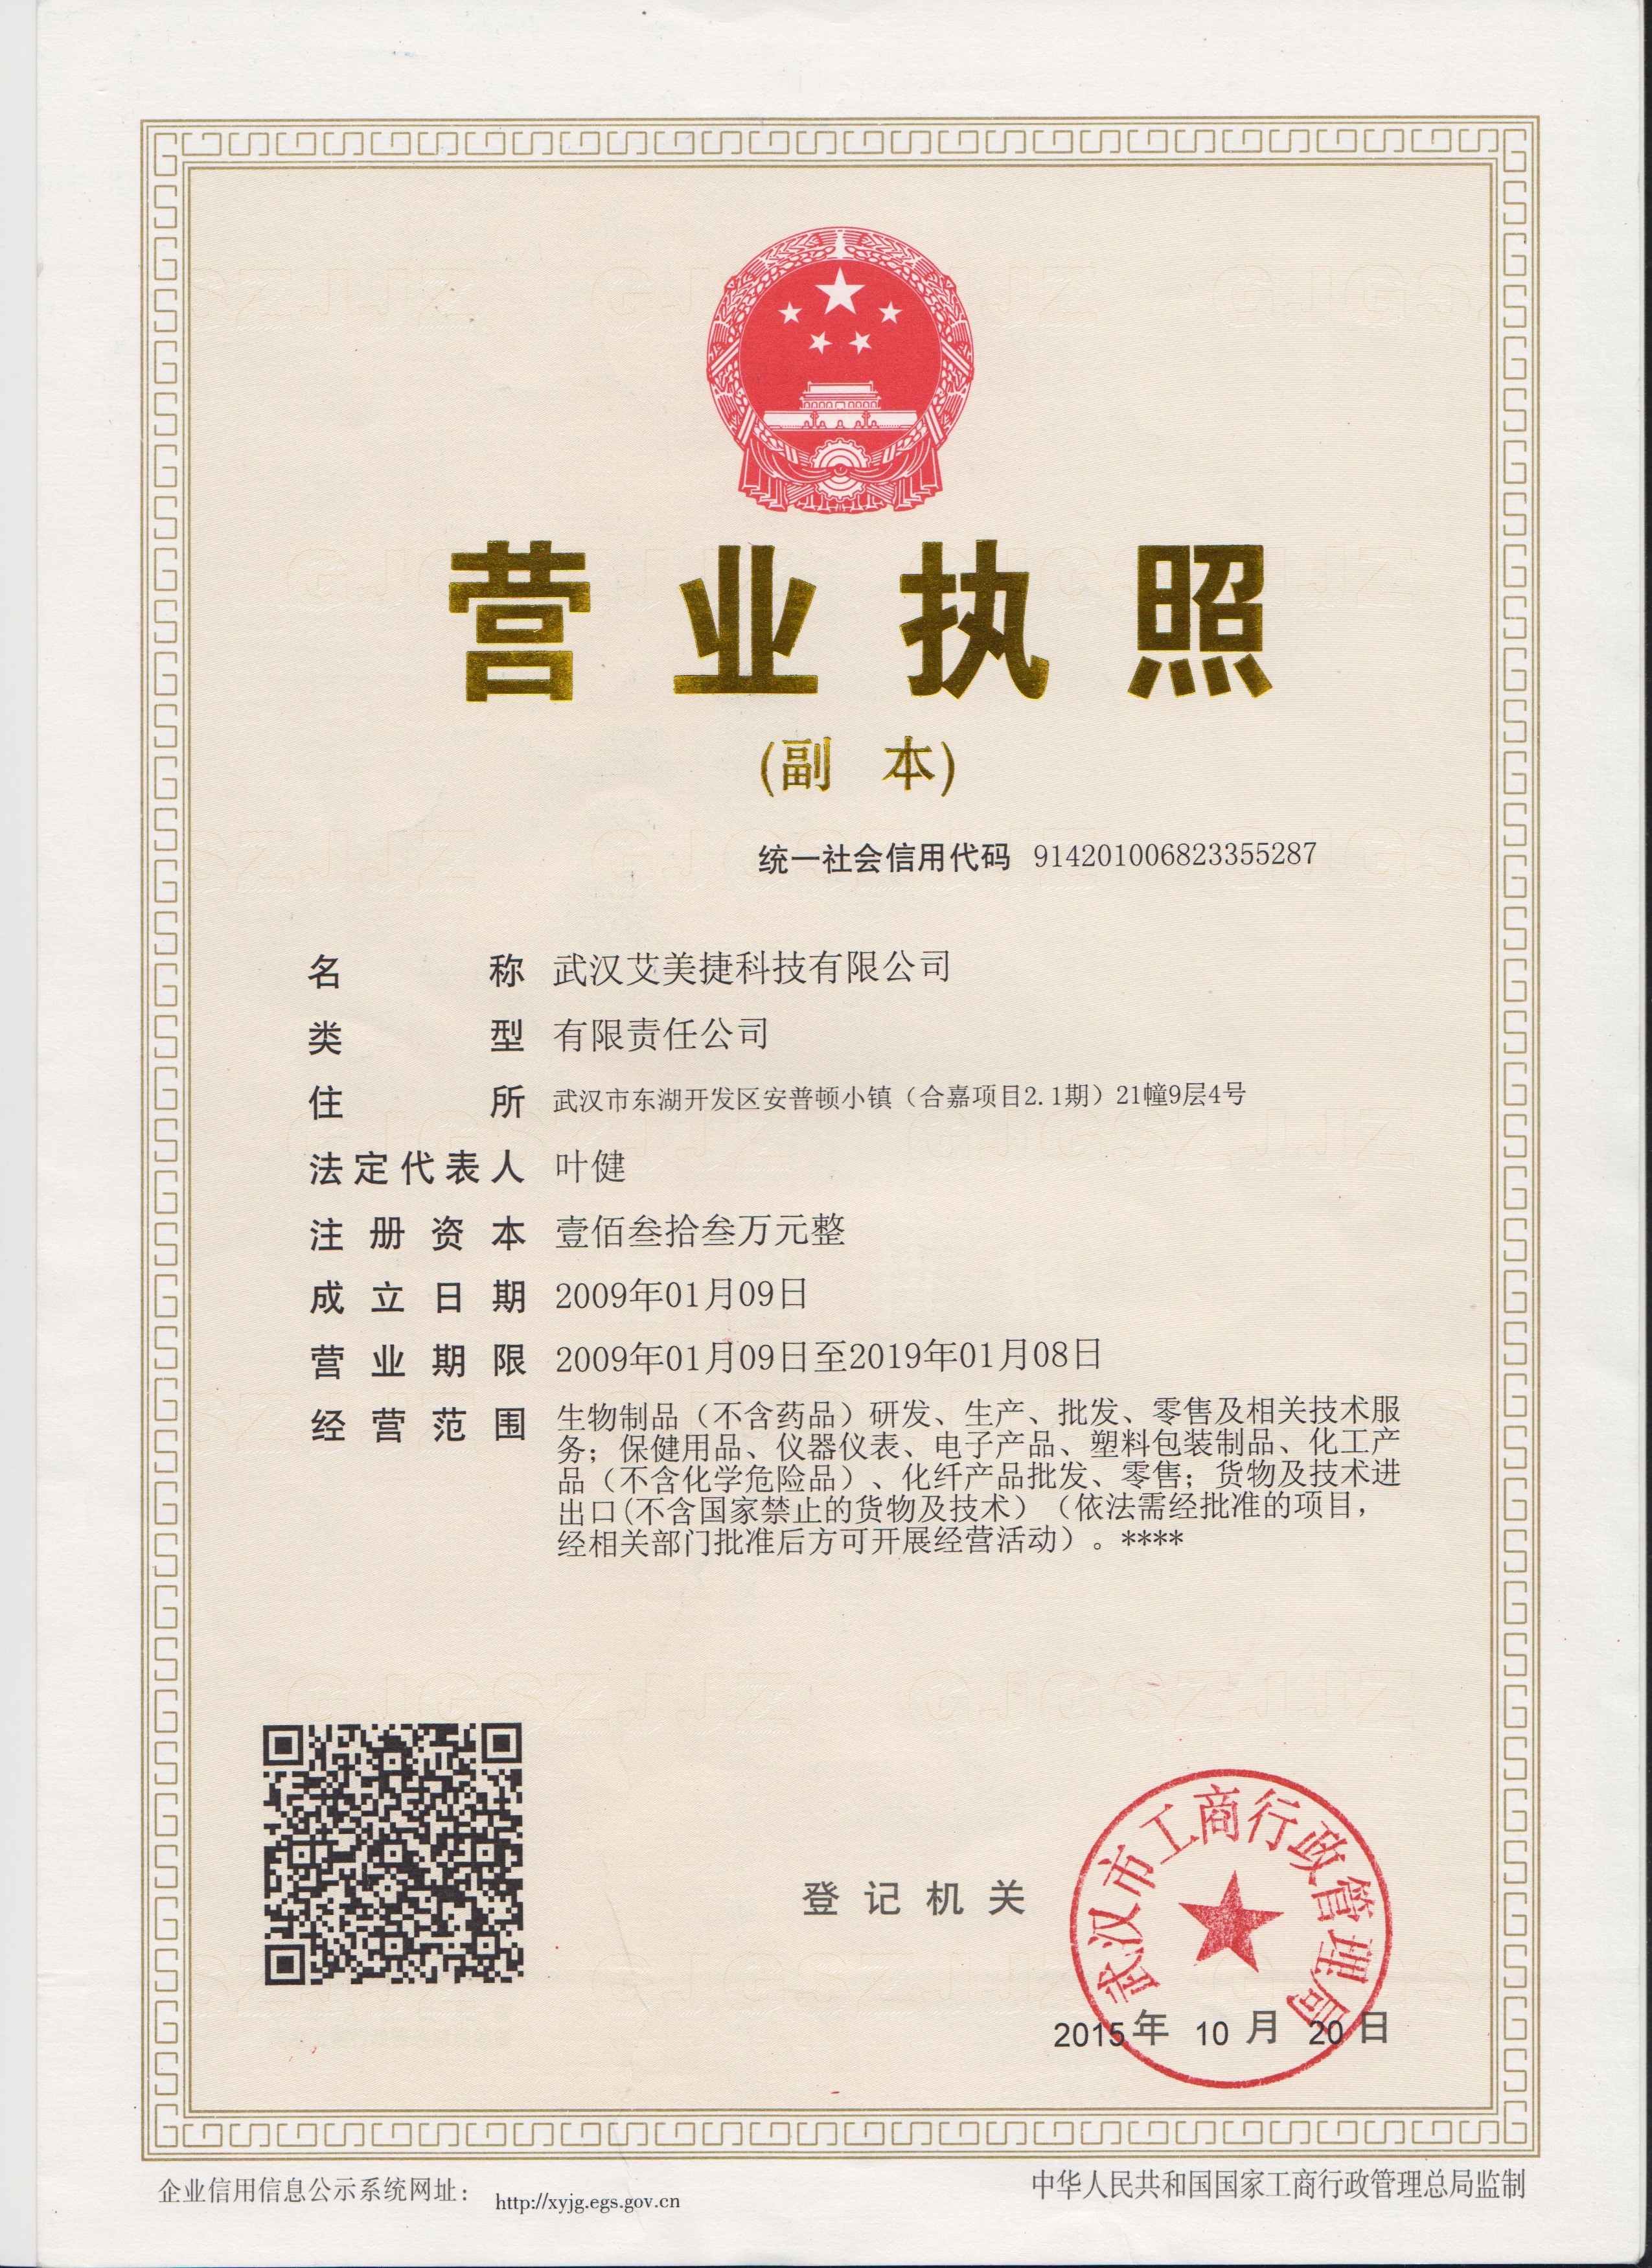 营业执照
(副 本)
统一社会信用代码 914201006823355287
名 称 武汉艾美捷科技有限公司
类 型 有限责任公司
住 所 武汉市东湖开发区安普顿小镇（合嘉项目2.1期）21幢9层4号
法定代表人 叶健
注册资本 壹佰叁拾叁万元整
成立日期 2009年01月09日
营业期限 2009年01月09日至2019年01月08日
经营范围 生物制品（不含药品）研发、生产、批发、零售及相关技术服
务；保健用品、仪器仪表、电子产品、塑料包装制品、化工产
品（不含化学危险品）、化纤产品批发、零售；货物及技术进
出口(不含国家禁止的货物及技术）（依法需经批准的项目，
经相关部门批准后方可开展经营活动）。****
登记机关
武汉市工商行政管理局
2015年 10月 20日
企业信用信息公示系统网址： http://xyjg.egs.gov.cn
中华人民共和国国家工商行政管理总局监制